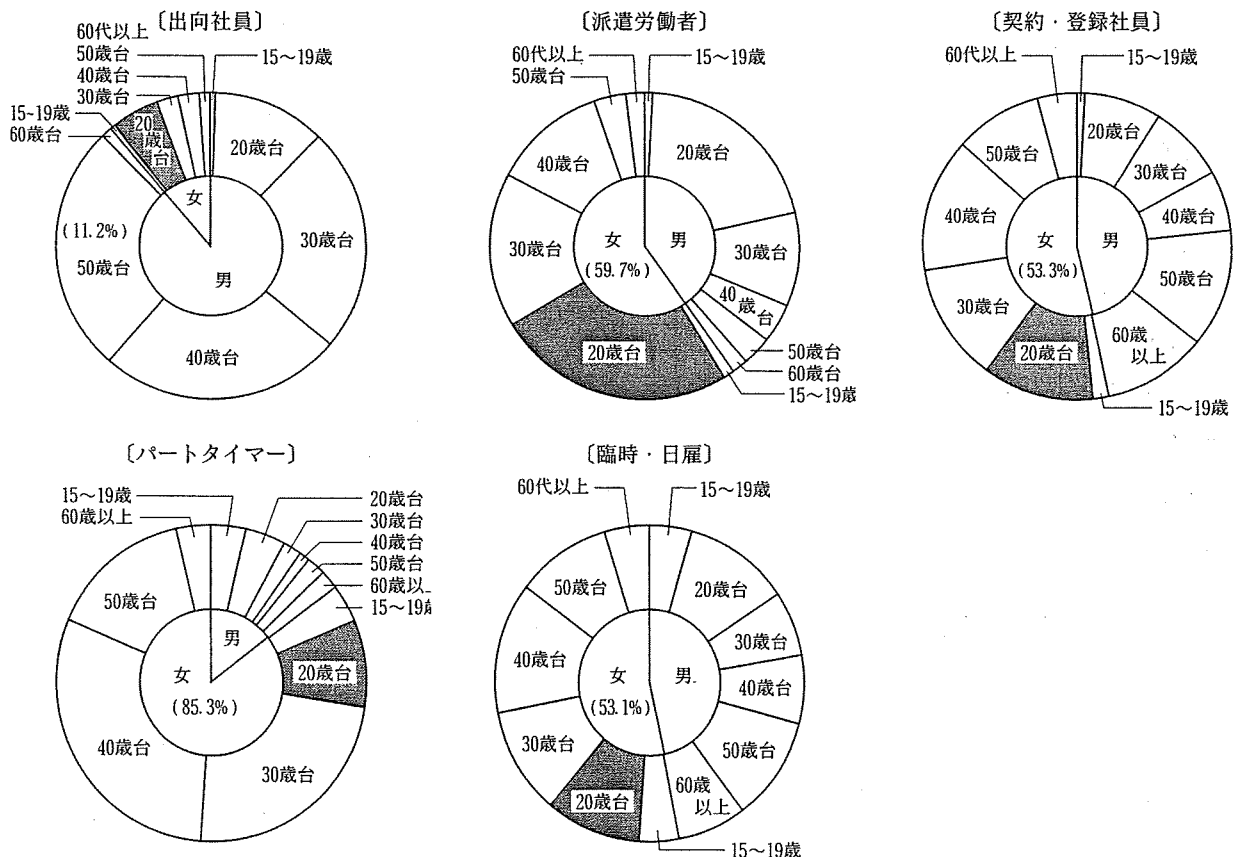 〔出向社員〕
60代以上
50歳台
40歳台
30歳台
15~19歳
60歳台
15〜19歳
20歳台
20歳台
30歳台
女
(11.2%)
50歳台
男
40歳台
〔派遣労働者〕
60代以上
50歳台
15〜19歳
40歳台
20歳台
30歳台
女
(59.7%)
男
30歳台
40歳台
20歳台
50歳台
60歳台
15〜19歳
〔契約・登録社員〕
60代以上
15〜19歳
50歳台
20歳台
30歳台
40歳台
40歳台
女
(53.3%)
男
50歳台
30歳台
20歳台
60歳
以上
15〜19歳
〔パートタイマー〕
15〜19歳
60歳以上
20歳台
30歳台
40歳台
50歳台
60歳以
15〜19
50歳台
男
女
(85.3%)
20歳台
40歳台
30歳台
〔臨時・日雇〕
60代以上
15〜19歳
50歳台
20歳台
30歳台
40歳台
女
(53.1%)
男
40歳台
30歳台
50歳台
20歳台
60歳
以上
15〜19歳